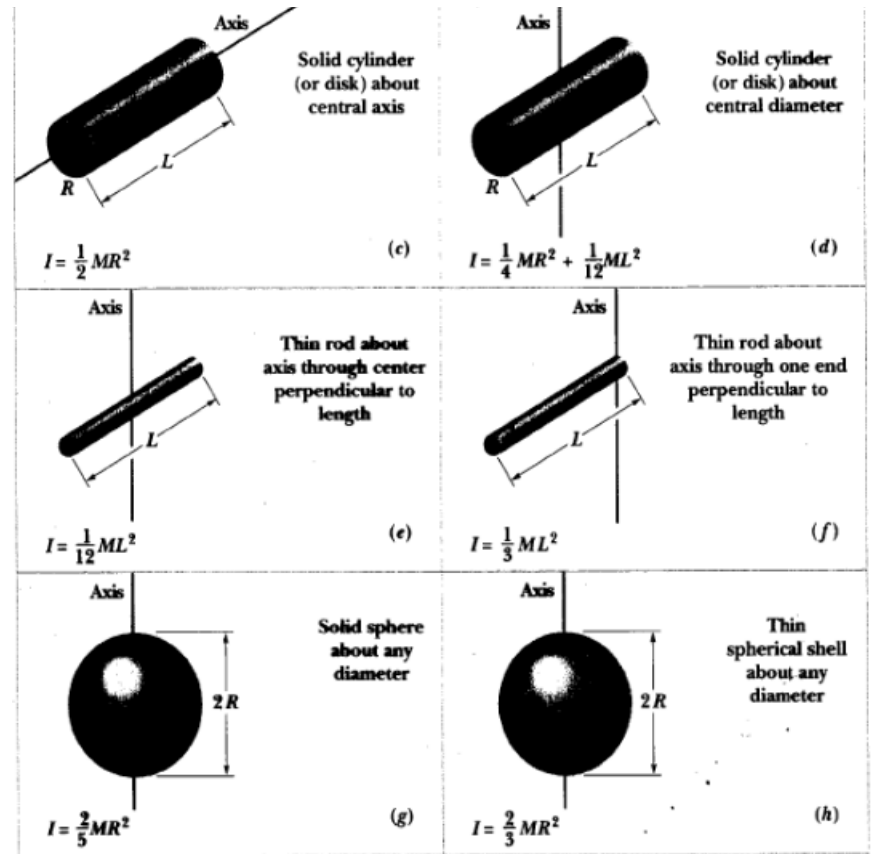 Axis
Solid cylinder
(or disk) about
central axis
L
R
I = 1/2 MR²
(c)
Axis
Solid cylinder
(or disk) about
central diameter
L
R
I = 1/4 MR² + 1/12 ML²
(d)
Axis
Thin rod about
axis through center
perpendicular to
length
L
I = 1/12 ML²
(e)
Axis
Thin rod about
axis through one end
perpendicular to
length
L
I = 1/3 ML²
(f)
Axis
Solid sphere
about any
diameter
2R
I = 2/5 MR²
(g)
Axis
Thin
spherical shell
about any
diameter
2R
I = 2/3 MR²
(h)